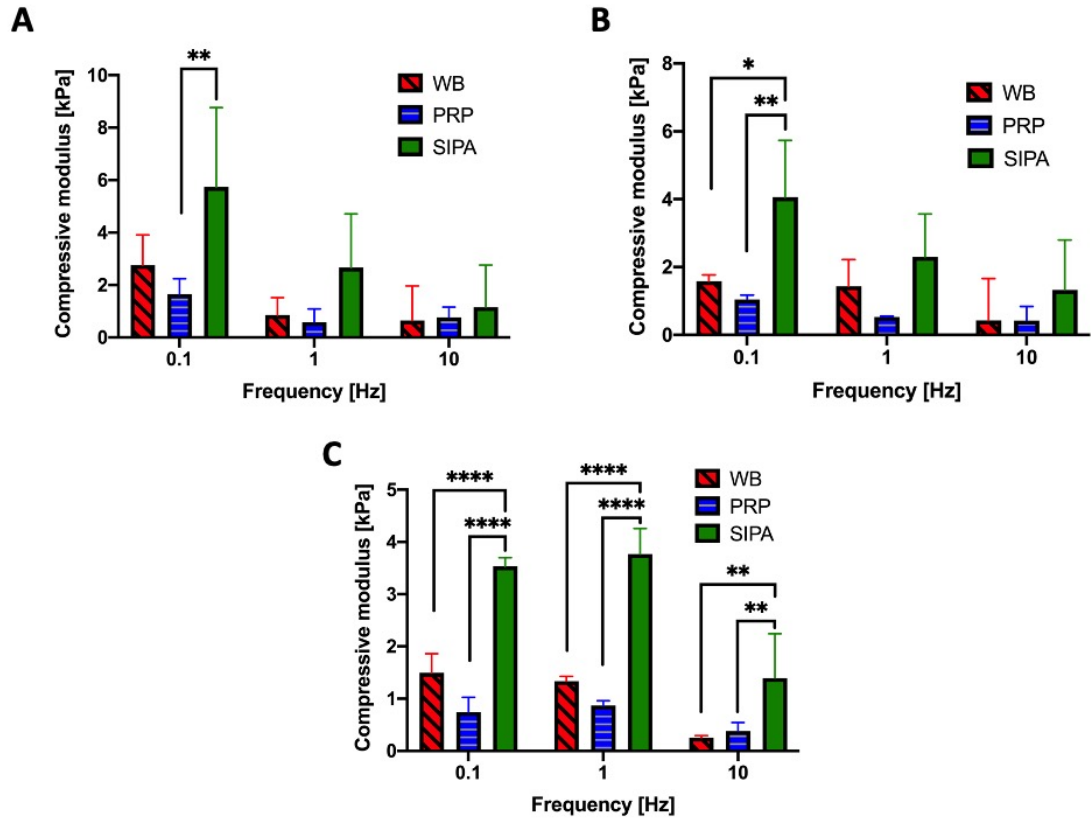 A
**
10
8
6
4
2
0
Compressive modulus [kPa]
WB
PRP
SIPA
0.1
1
10
Frequency [Hz]
B
*
**
8
6
4
2
0
Compressive modulus [kPa]
WB
PRP
SIPA
0.1
1
10
Frequency [Hz]
C
****
****
****
****
**
**
5
4
3
2
1
0
Compressive modulus [kPa]
WB
PRP
SIPA
0.1
1
10
Frequency [Hz]